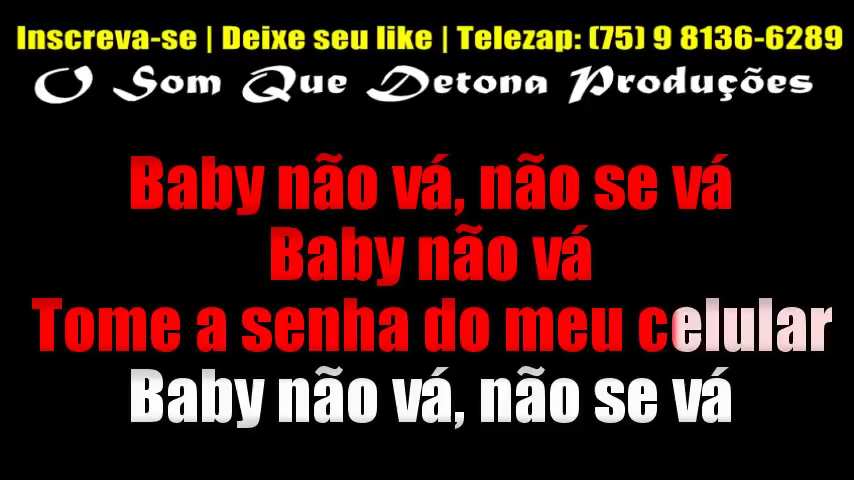 Inscreva-se | Deixe seu like | Telezap: (75) 9 8136-6289
O Som Que Detona Produções
Baby não vá, não se vá
Baby não vá
Tome a senha do meu celular
Baby não vá, não se vá